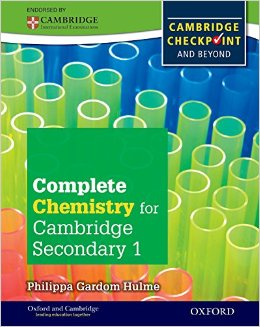 ENDORSED BY
CAMBRIDGE
International Examinations
CAMBRIDGE
CHECKPOINT
AND BEYOND
Complete
Chemistry for
Cambridge
Secondary 1
Philippa Gardom Hulme
Oxford and Cambridge
leading education together
OXFORD